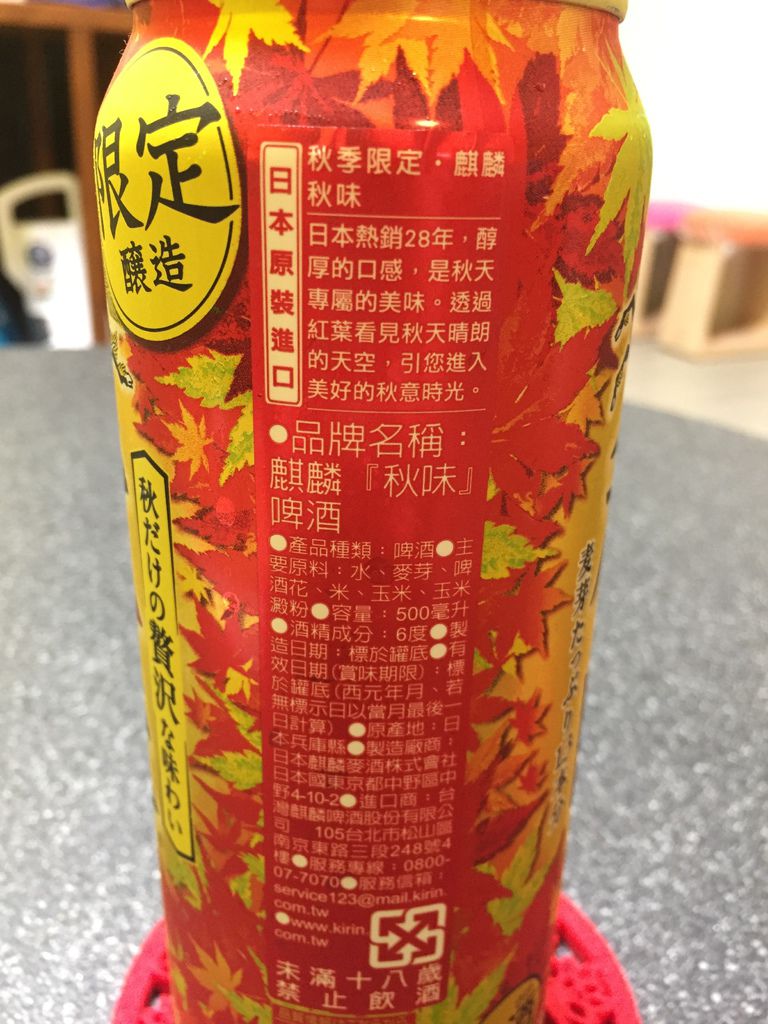 限定
醸造
日本原裝進口
秋季限定・麒麟
秋味
日本熱銷28年，醇
厚的口感，是秋天
專屬的美味。透過
紅葉看見秋天晴朗
的天空，引您進入
美好的秋意時光。
●品牌名稱：
麒麟『秋味』
啤酒
●產品種類：啤酒●主
要原料：水、麥芽、啤
酒花、米、玉米、玉米
澱粉●容量：500毫升
●酒精成分：6度●製
造日期：標於罐底●有
效日期(賞味期限)：標
於罐底(西元年月、若
無標示日以當月最後一
日計算) ●原產地：日
本兵庫縣●製造廠商：
日本麒麟麥酒株式會社
日本國東京都中野區中
野4-10-2●進口商：台
灣麒麟啤酒股份有限公
司 105台北市松山區
南京東路三段248號4
樓●服務專線：0800-
07-7070●服務信箱：
service123@mail.kirin.
com.tw
●www.kirin.
com.tw
未滿十八歲
禁止飲酒
秋だけの贅沢な味わい
麦芽たっぷり、